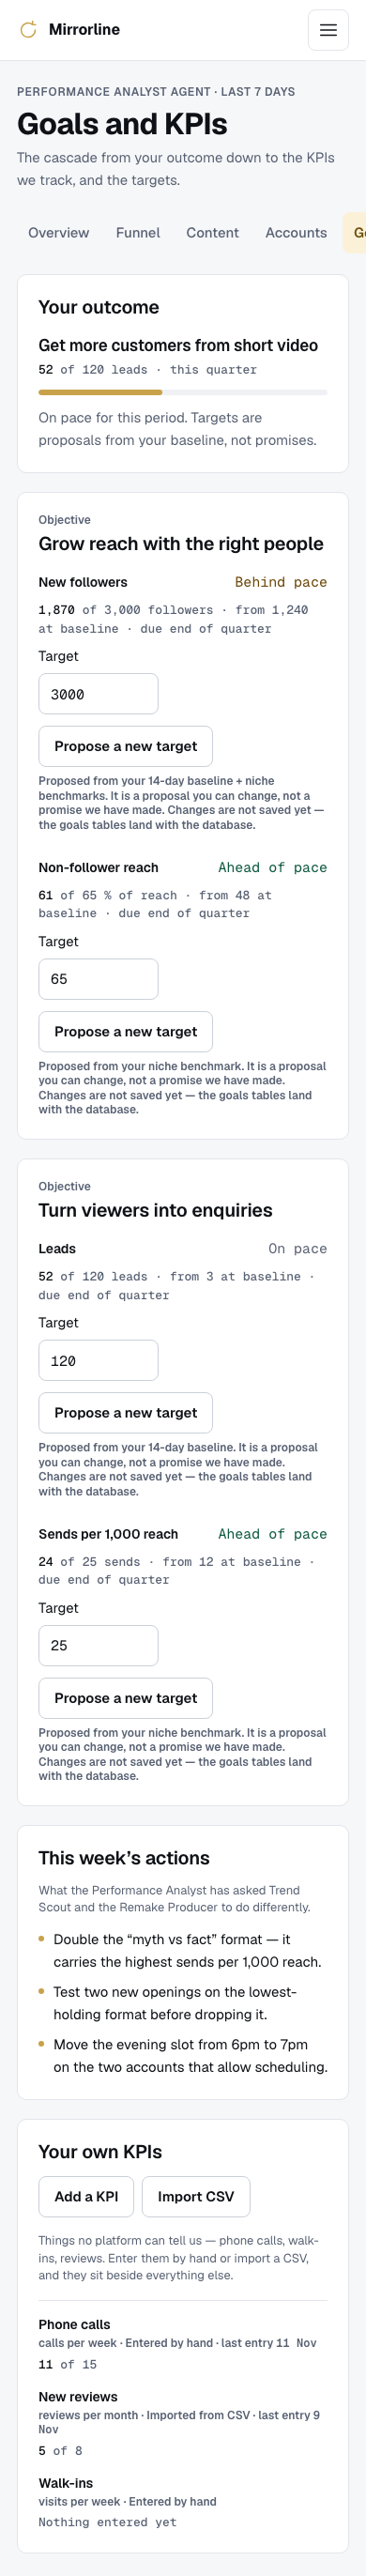 Mirrorline
PERFORMANCE ANALYST AGENT · LAST 7 DAYS
Goals and KPIs
The cascade from your outcome down to the KPIs
we track, and the targets.
Overview Funnel Content Accounts
Your outcome
Get more customers from short video
52 of 120 leads · this quarter
On pace for this period. Targets are
proposals from your baseline, not promises.
Objective
Grow reach with the right people
New followers Behind pace
1,870 of 3,000 followers · from 1,240
at baseline · due end of quarter
Target
3000
Propose a new target
Proposed from your 14-day baseline + niche
benchmarks. It is a proposal you can change, not a
promise we have made. Changes are not saved yet —
the goals tables land with the database.
Non-follower reach Ahead of pace
61 of 65 % of reach · from 48 at
baseline · due end of quarter
Target
65
Propose a new target
Proposed from your niche benchmark. It is a proposal
you can change, not a promise we have made.
Changes are not saved yet — the goals tables land
with the database.
Objective
Turn viewers into enquiries
Leads On pace
52 of 120 leads · from 3 at baseline ·
due end of quarter
Target
120
Propose a new target
Proposed from your 14-day baseline. It is a proposal
you can change, not a promise we have made.
Changes are not saved yet — the goals tables land
with the database.
Sends per 1,000 reach Ahead of pace
24 of 25 sends · from 12 at baseline ·
due end of quarter
Target
25
Propose a new target
Proposed from your niche benchmark. It is a proposal
you can change, not a promise we have made.
Changes are not saved yet — the goals tables land
with the database.
This week’s actions
What the Performance Analyst has asked Trend
Scout and the Remake Producer to do differently.
Double the “myth vs fact” format — it
carries the highest sends per 1,000 reach.
Test two new openings on the lowest-
holding format before dropping it.
Move the evening slot from 6pm to 7pm
on the two accounts that allow scheduling.
Your own KPIs
Add a KPI Import CSV
Things no platform can tell us — phone calls, walk-
ins, reviews. Enter them by hand or import a CSV,
and they sit beside everything else.
Phone calls
calls per week · Entered by hand · last entry 11 Nov
11 of 15
New reviews
reviews per month · Imported from CSV · last entry 9
Nov
5 of 8
Walk-ins
visits per week · Entered by hand
Nothing entered yet